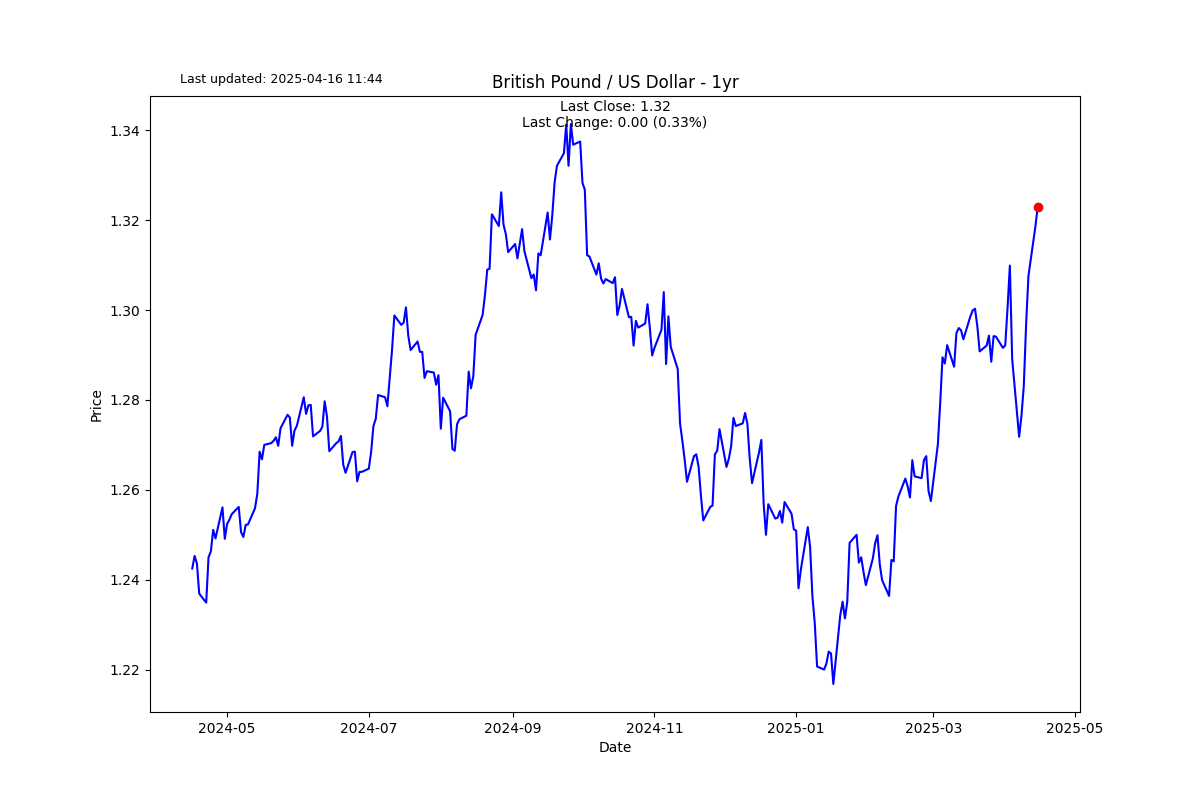 Last updated: 2025-04-16 11:44
British Pound / US Dollar - 1yr
Last Close: 1.32
Last Change: 0.00 (0.33%)
1.34
1.32
1.30
1.28
1.26
1.24
1.22
Price
2024-05 2024-07 2024-09 2024-11 2025-01 2025-03 2025-05
Date